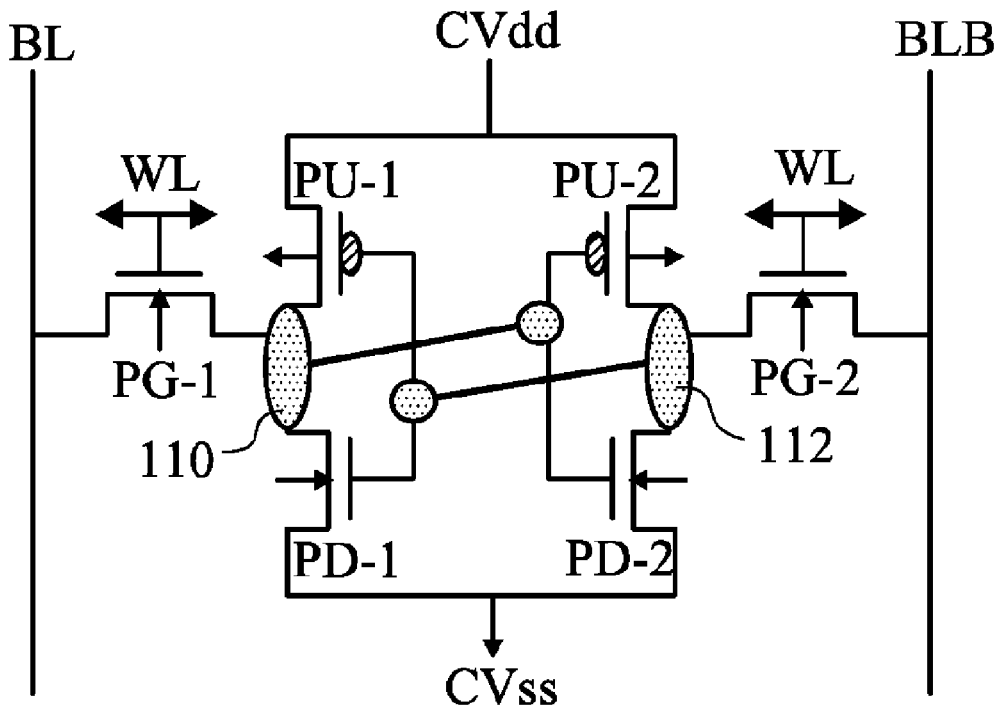 BL
CVdd
BLB
WL
PU-1
PU-2
WL
PG-1
PG-2
110
112
PD-1
PD-2
CVss